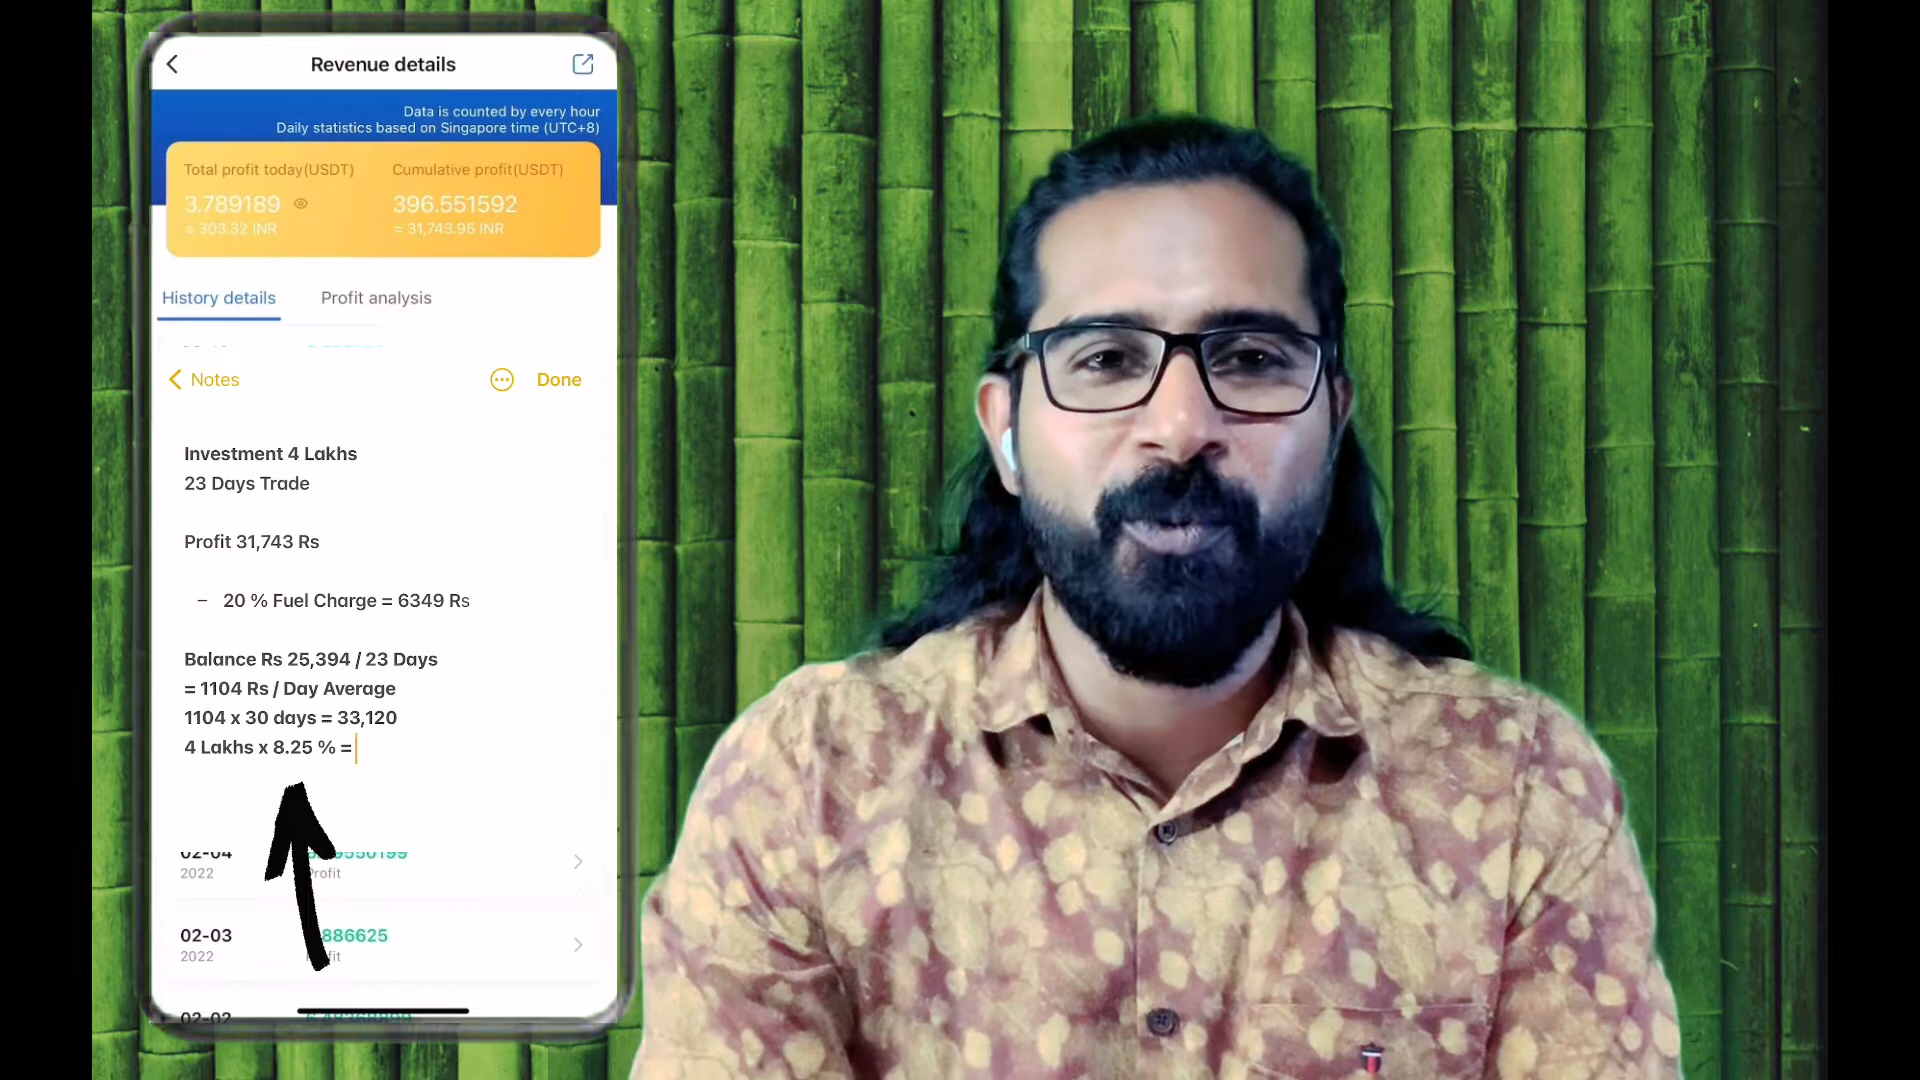 Revenue details
Data is counted by every hour
Daily statistics based on Singapore time (UTC+8)
Total profit today(USDT) Cumulative profit(USDT)
3.789189 396.551592
≈ 303.32 INR ≈ 31,743.95 INR
History details Profit analysis
Notes Done
Investment 4 Lakhs
23 Days Trade
Profit 31,743 Rs
– 20 % Fuel Charge = 6349 Rs
Balance Rs 25,394 / 23 Days
= 1104 Rs / Day Average
1104 x 30 days = 33,120
4 Lakhs x 8.25 % =
02-04
2022 Profit
02-03 886625
2022
02-02